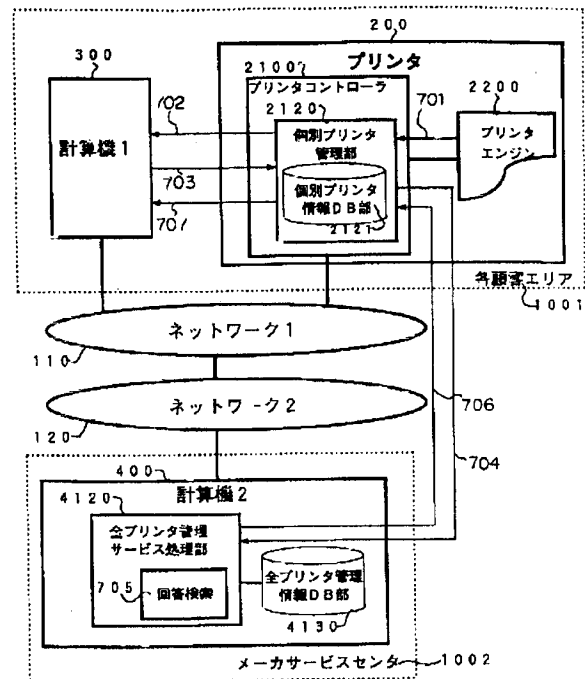 200
300
プリンタ
2100
プリンタコントローラ
2120
2200
702
701
個別プリンタ
管理部
プリンタ
エンジン
計算機1
703
個別プリンタ
情報DB部
707
2121
各顧客エリア
1001
ネットワーク1
110
ネットワーク2
120
706
704
400
計算機2
4120
全プリンタ管理
サービス処理部
705
回答検索
全プリンタ管理
情報DB部
4130
メーカサービスセンタ
1002